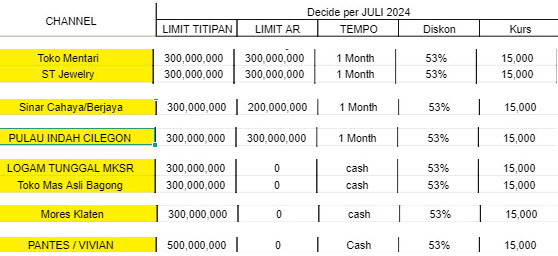 CHANNEL Decide per JULI 2024
LIMIT TITIPAN LIMIT AR TEMPO Diskon Kurs
Toko Mentari 300,000,000 300,000,000 1 Month 53% 15,000
ST Jewelry 300,000,000 300,000,000 1 Month 53% 15,000
Sinar Cahaya/Berjaya 300,000,000 200,000,000 1 Month 53% 15,000
PULAU INDAH CILEGON 300,000,000 300,000,000 1 Month 53% 15,000
LOGAM TUNGGAL MKSR 300,000,000 0 cash 53% 15,000
Toko Mas Asli Bagong 300,000,000 0 cash 53% 15,000
Mores Klaten 300,000,000 0 cash 53% 15,000
PANTES / VIVIAN 500,000,000 0 Cash 53% 15,000